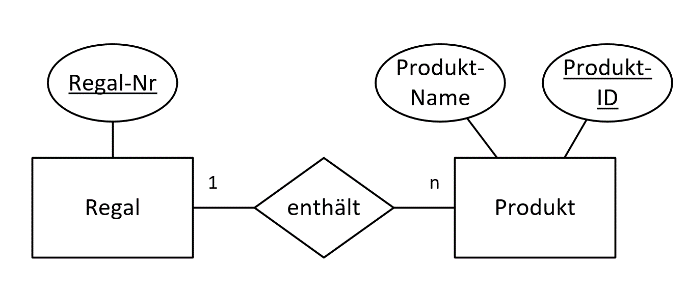 Regal-Nr
Produkt-
Name
Produkt-
ID
Regal
1
enthält
n
Produkt